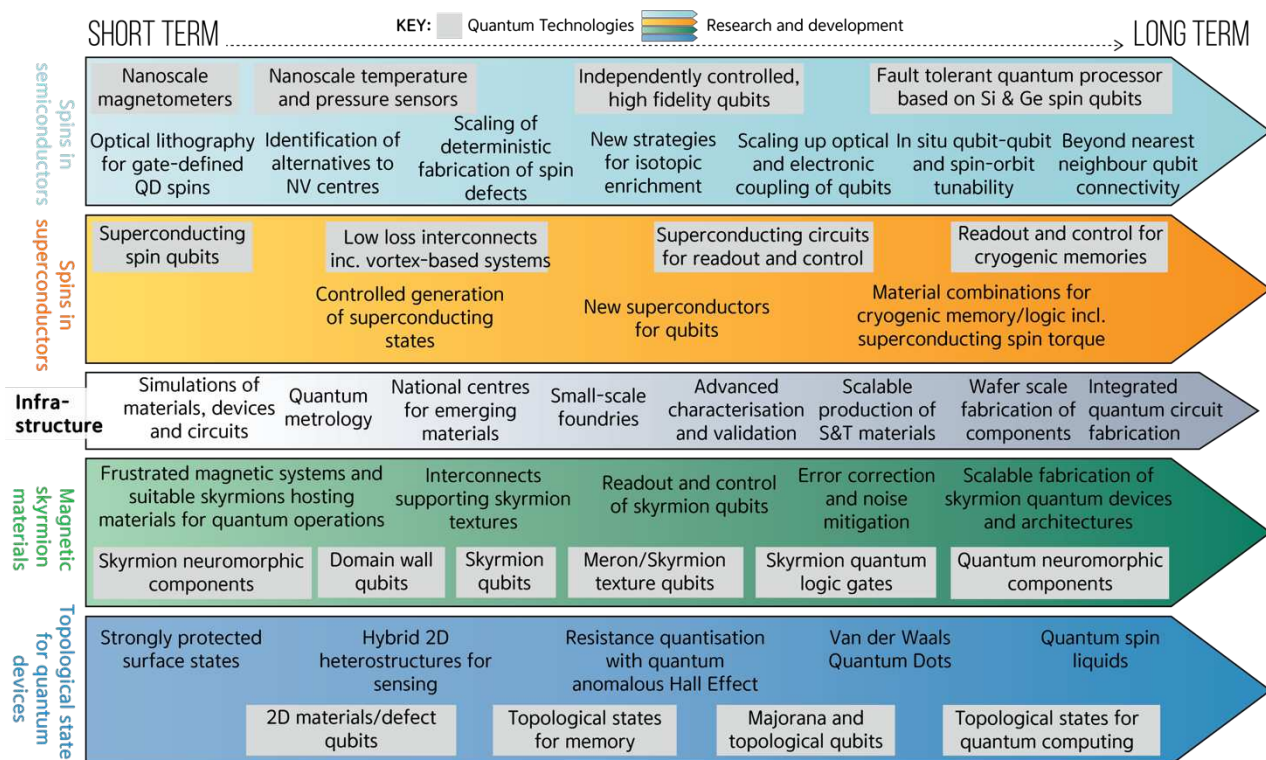 SHORT TERM
KEY:
Quantum Technologies
Research and development
LONG TERM
Spins in
semiconductors
Nanoscale
magnetometers
Nanoscale temperature
and pressure sensors
Independently controlled,
high fidelity qubits
Fault tolerant quantum processor
based on Si & Ge spin qubits
Optical lithography
for gate-defined
QD spins
Identification of
alternatives to
NV centres
Scaling of
deterministic
fabrication of spin
defects
New strategies
for isotopic
enrichment
Scaling up optical
and electronic
coupling of qubits
In situ qubit-qubit
and spin-orbit
tunability
Beyond nearest
neighbour qubit
connectivity
Spins in
superconductors
Superconducting
spin qubits
Low loss interconnects
inc. vortex-based systems
Superconducting circuits
for readout and control
Readout and control for
cryogenic memories
Controlled generation
of superconducting
states
New superconductors
for qubits
Material combinations for
cryogenic memory/logic incl.
superconducting spin torque
Infra-
structure
Simulations of
materials, devices
and circuits
Quantum
metrology
National centres
for emerging
materials
Small-scale
foundries
Advanced
characterisation
and validation
Scalable
production of
S&T materials
Wafer scale
fabrication of
components
Integrated
quantum circuit
fabrication
Magnetic
skyrmion
materials
Frustrated magnetic systems and
suitable skyrmions hosting
materials for quantum operations
Interconnects
supporting skyrmion
textures
Readout and control
of skyrmion qubits
Error correction
and noise
mitigation
Scalable fabrication of
skyrmion quantum devices
and architectures
Skyrmion neuromorphic
components
Domain wall
qubits
Skyrmion
qubits
Meron/Skyrmion
texture qubits
Skyrmion quantum
logic gates
Quantum neuromorphic
components
Topological state
for quantum
devices
Strongly protected
surface states
Hybrid 2D
heterostructures for
sensing
Resistance quantisation
with quantum
anomalous Hall Effect
Van der Waals
Quantum Dots
Quantum spin
liquids
2D materials/defect
qubits
Topological states
for memory
Majorana and
topological qubits
Topological states for
quantum computing